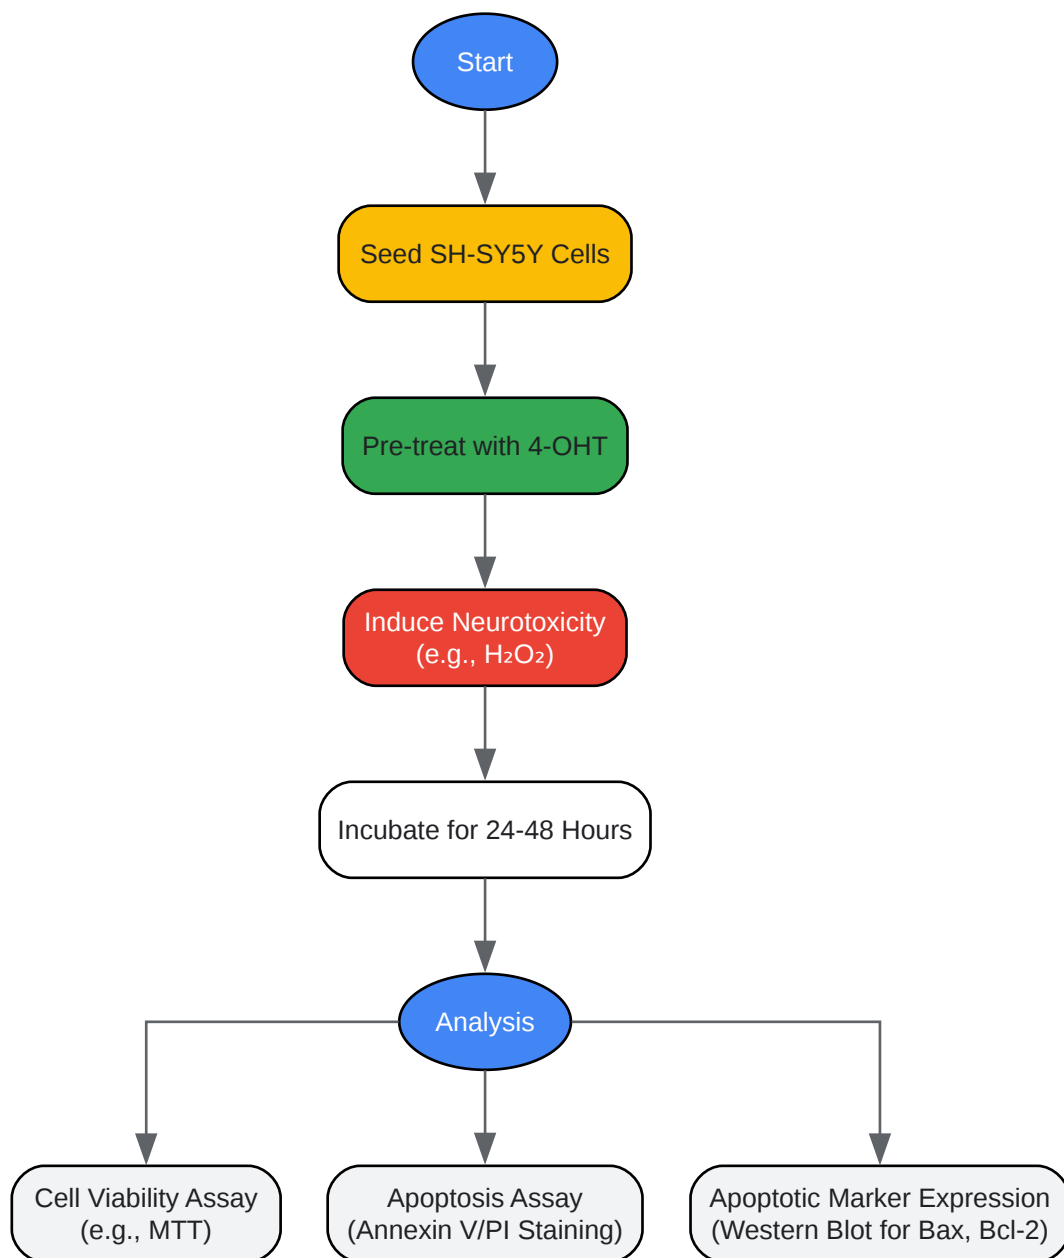 Start
Seed SH-SY5Y Cells
Pre-treat with 4-OHT
Induce Neurotoxicity
(e.g., H₂O₂)
Incubate for 24-48 Hours
Analysis
Cell Viability Assay
(e.g., MTT)
Apoptosis Assay
(Annexin V/PI Staining)
Apoptotic Marker Expression
(Western Blot for Bax, Bcl-2)